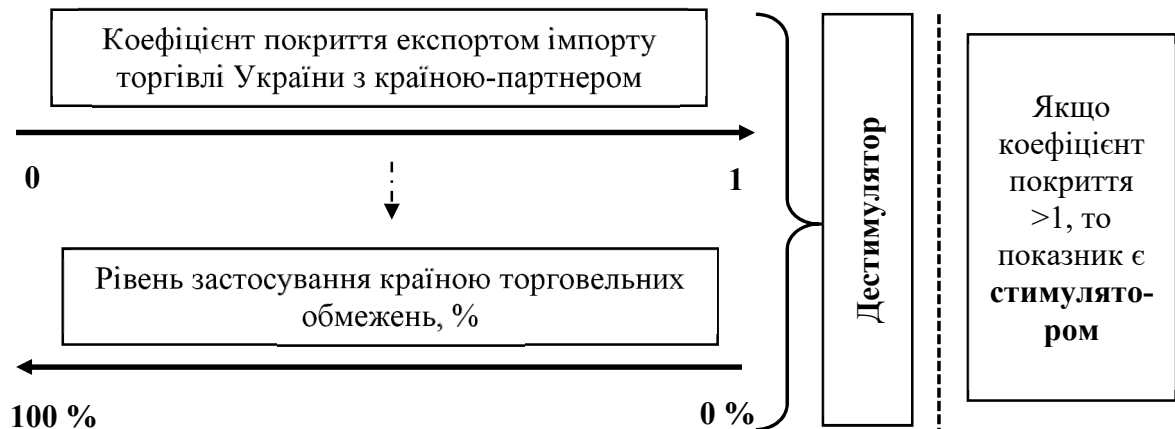 Коефіцієнт покриття експортом імпорту
торгівлі України з країною-партнером
0
1
Рівень застосування країною торговельних
обмежень, %
100 %
0 %
Дестимулятор
Якщо
коефіцієнт
покриття
>1, то
показник є
стимулято-
ром